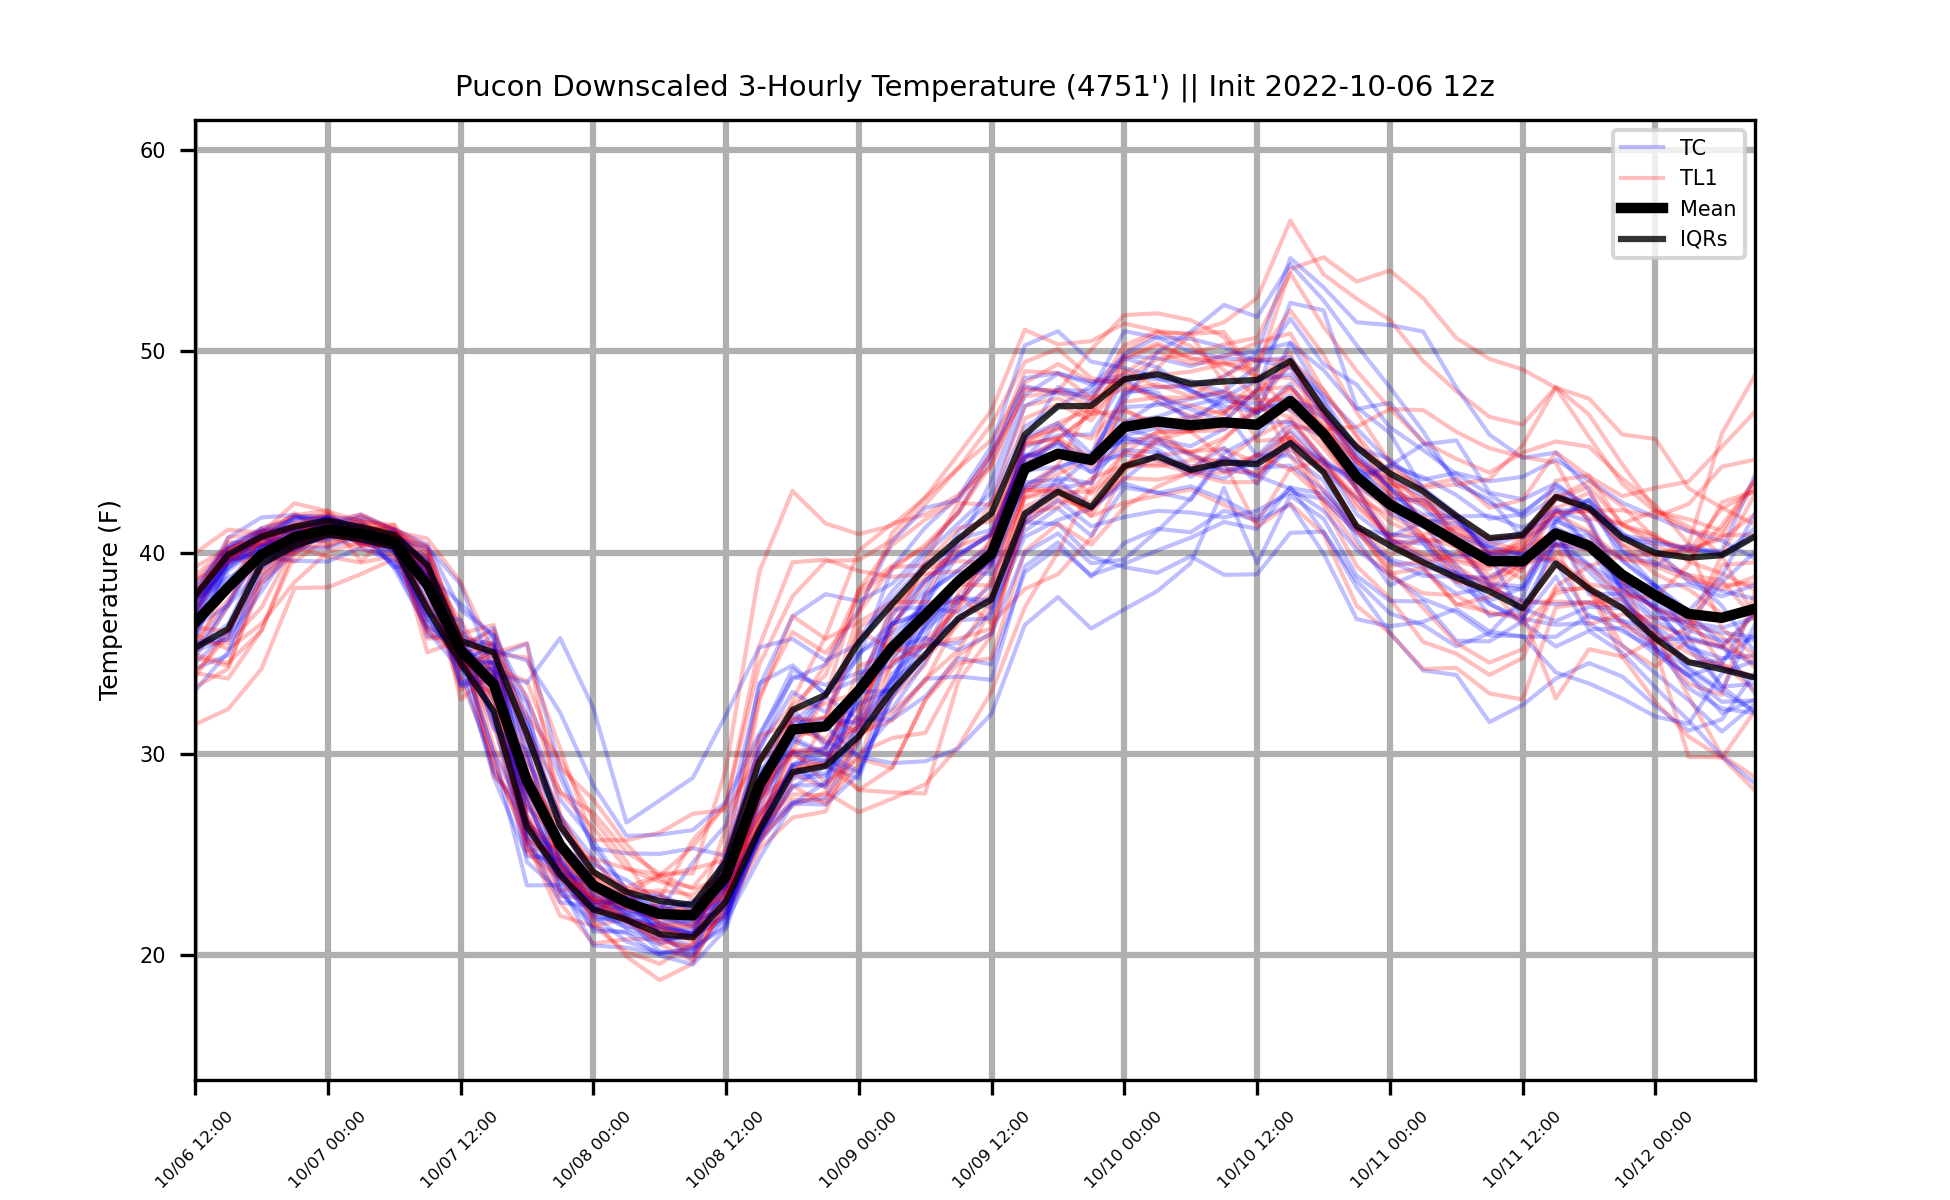 Pucon Downscaled 3-Hourly Temperature (4751') || Init 2022-10-06 12z
TC
TL1
Mean
IQRs
Temperature (F)
60
50
40
30
20
10/06 12:00
10/07 00:00
10/07 12:00
10/08 00:00
10/08 12:00
10/09 00:00
10/09 12:00
10/10 00:00
10/10 12:00
10/11 00:00
10/11 12:00
10/12 00:00